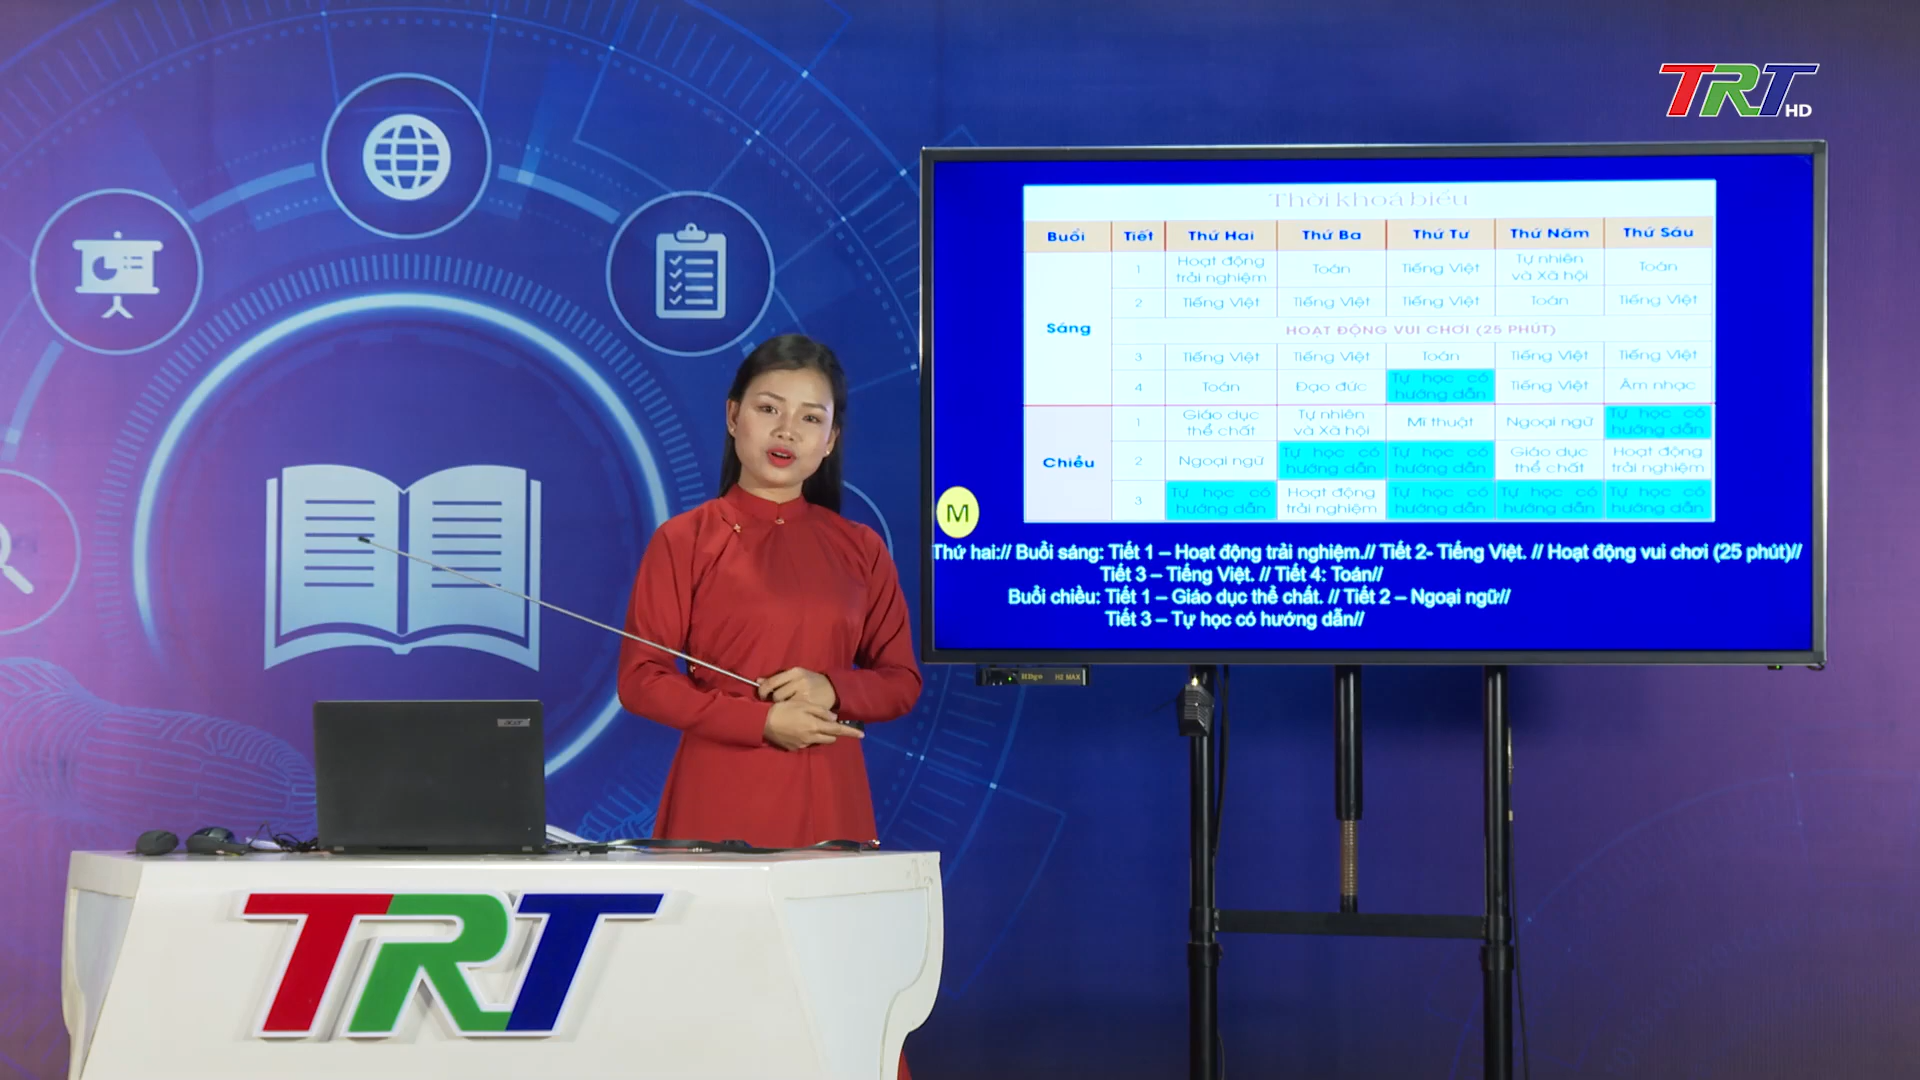 TRT HD
Thời khoá biểu
Buổi Tiết Thứ Hai Thứ Ba Thứ Tư Thứ Năm Thứ Sáu
Sáng
1 Hoạt động trải nghiệm Toán Tiếng Việt Tự nhiên và Xã hội Toán
2 Tiếng Việt Tiếng Việt Tiếng Việt Toán Tiếng Việt
HOẠT ĐỘNG VUI CHƠI (25 PHÚT)
3 Tiếng Việt Tiếng Việt Toán Tiếng Việt Tiếng Việt
4 Toán Đạo đức Tự học có hướng dẫn Tiếng Việt Âm nhạc
Chiều
1 Giáo dục thể chất Tự nhiên và Xã hội Mĩ thuật Ngoại ngữ Tự học có hướng dẫn
2 Ngoại ngữ Tự học có hướng dẫn Tự học có hướng dẫn Giáo dục thể chất Hoạt động trải nghiệm
3 Tự học có hướng dẫn Hoạt động trải nghiệm Tự học có hướng dẫn Tự học có hướng dẫn Tự học có hướng dẫn
M
Thứ hai:// Buổi sáng: Tiết 1 – Hoạt động trải nghiệm.// Tiết 2- Tiếng Việt. // Hoạt động vui chơi (25 phút)//
Tiết 3 – Tiếng Việt. // Tiết 4: Toán//
Buổi chiều: Tiết 1 – Giáo dục thể chất. // Tiết 2 – Ngoại ngữ//
Tiết 3 – Tự học có hướng dẫn//
H2 MAX
acer
TRT